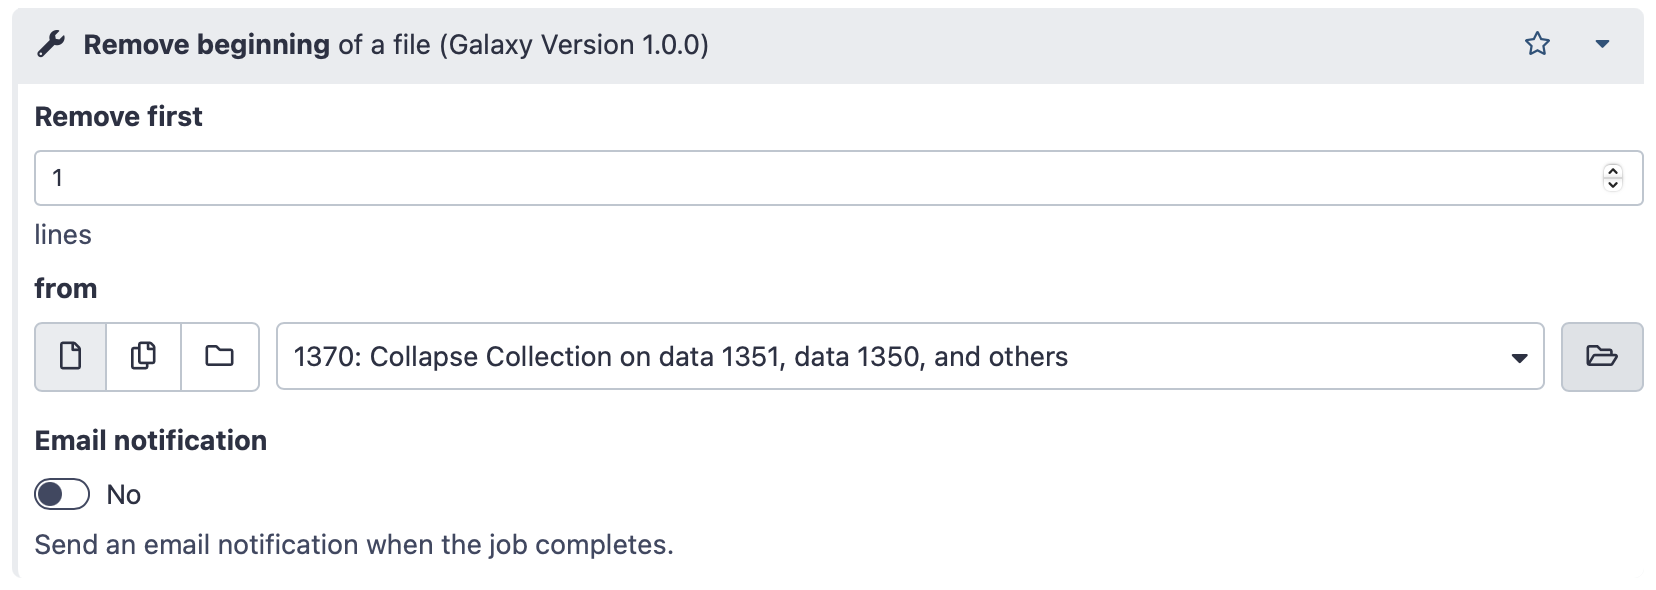 Remove beginning of a file (Galaxy Version 1.0.0)
Remove first
1
lines
from
1370: Collapse Collection on data 1351, data 1350, and others
Email notification
No
Send an email notification when the job completes.